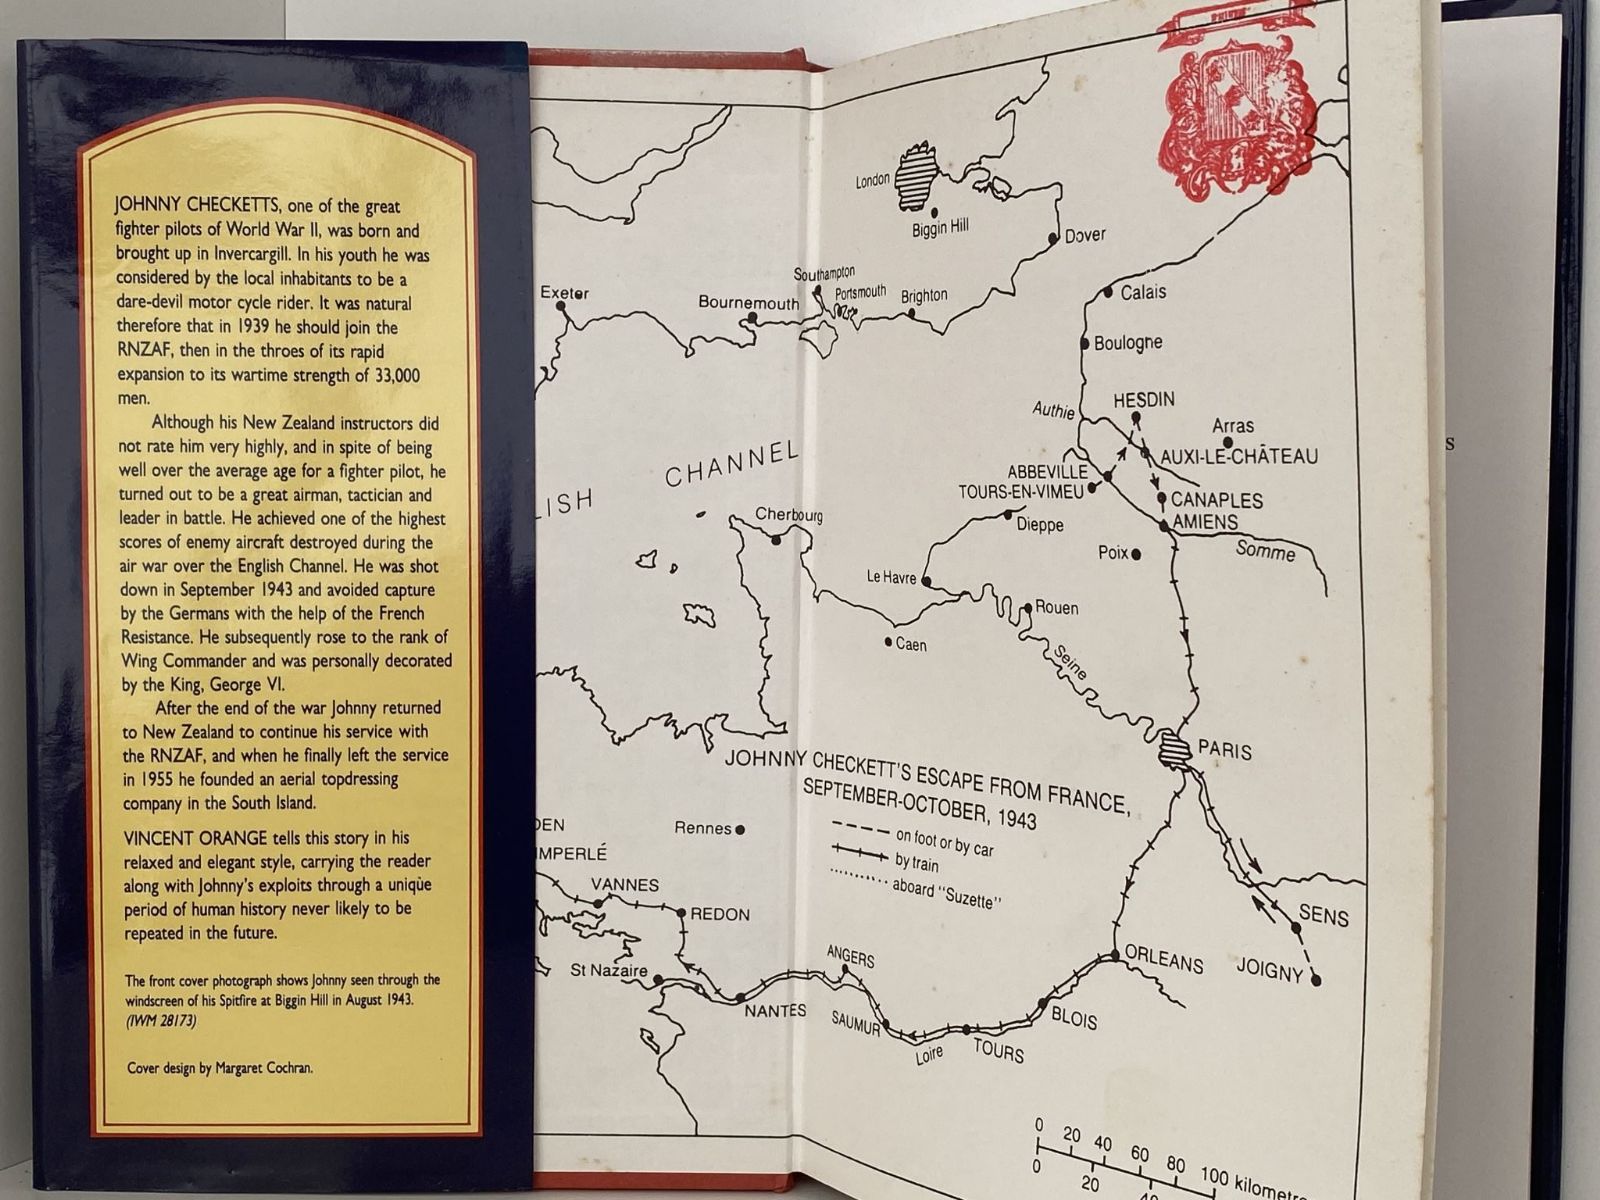 JOHNNY CHECKETTS, one of the great
fighter pilots of World War II, was born and
brought up in Invercargill. In his youth he was
considered by the local inhabitants to be a
dare-devil motor cycle rider. It was natural
therefore that in 1939 he should join the
RNZAF, then in the throes of its rapid
expansion to its wartime strength of 33,000
men.
Although his New Zealand instructors did
not rate him very highly, and in spite of being
well over the average age for a fighter pilot, he
turned out to be a great airman, tactician and
leader in battle. He achieved one of the highest
scores of enemy aircraft destroyed during the
air war over the English Channel. He was shot
down in September 1943 and avoided capture
by the Germans with the help of the French
Resistance. He subsequently rose to the rank of
Wing Commander and was personally decorated
by the King, George VI.
After the end of the war Johnny returned
to New Zealand to continue his service with
the RNZAF, and when he finally left the service
in 1955 he founded an aerial topdressing
company in the South Island.
VINCENT ORANGE tells this story in his
relaxed and elegant style, carrying the reader
along with Johnny's exploits through a unique
period of human history never likely to be
repeated in the future.
The front cover photograph shows Johnny seen through the
windscreen of his Spitfire at Biggin Hill in August 1943.
(IWM 28173)
Cover design by Margaret Cochran.
London
Biggin Hill
Dover
Southampton
Portsmouth
Exeter
Bournemouth
Brighton
Calais
Boulogne
HESDIN
Authie
Arras
AUXI-LE-CHÂTEAU
CHANNEL
LISH
ABBEVILLE
TOURS-EN-VIMEU
CANAPLES
AMIENS
Cherbourg
Dieppe
Poix
Somme
Le Havre
Rouen
Caen
Seine
PARIS
JOHNNY CHECKETT'S ESCAPE FROM FRANCE,
SEPTEMBER-OCTOBER, 1943
on foot or by car
by train
aboard "Suzette"
Rennes
DEN
IMPERLÉ
VANNES
REDON
SENS
ORLEANS
JOIGNY
St Nazaire
ANGERS
NANTES
SAUMUR
BLOIS
Loire
TOURS
0 20 40 60 80 100 kilometre
0 20 40
s